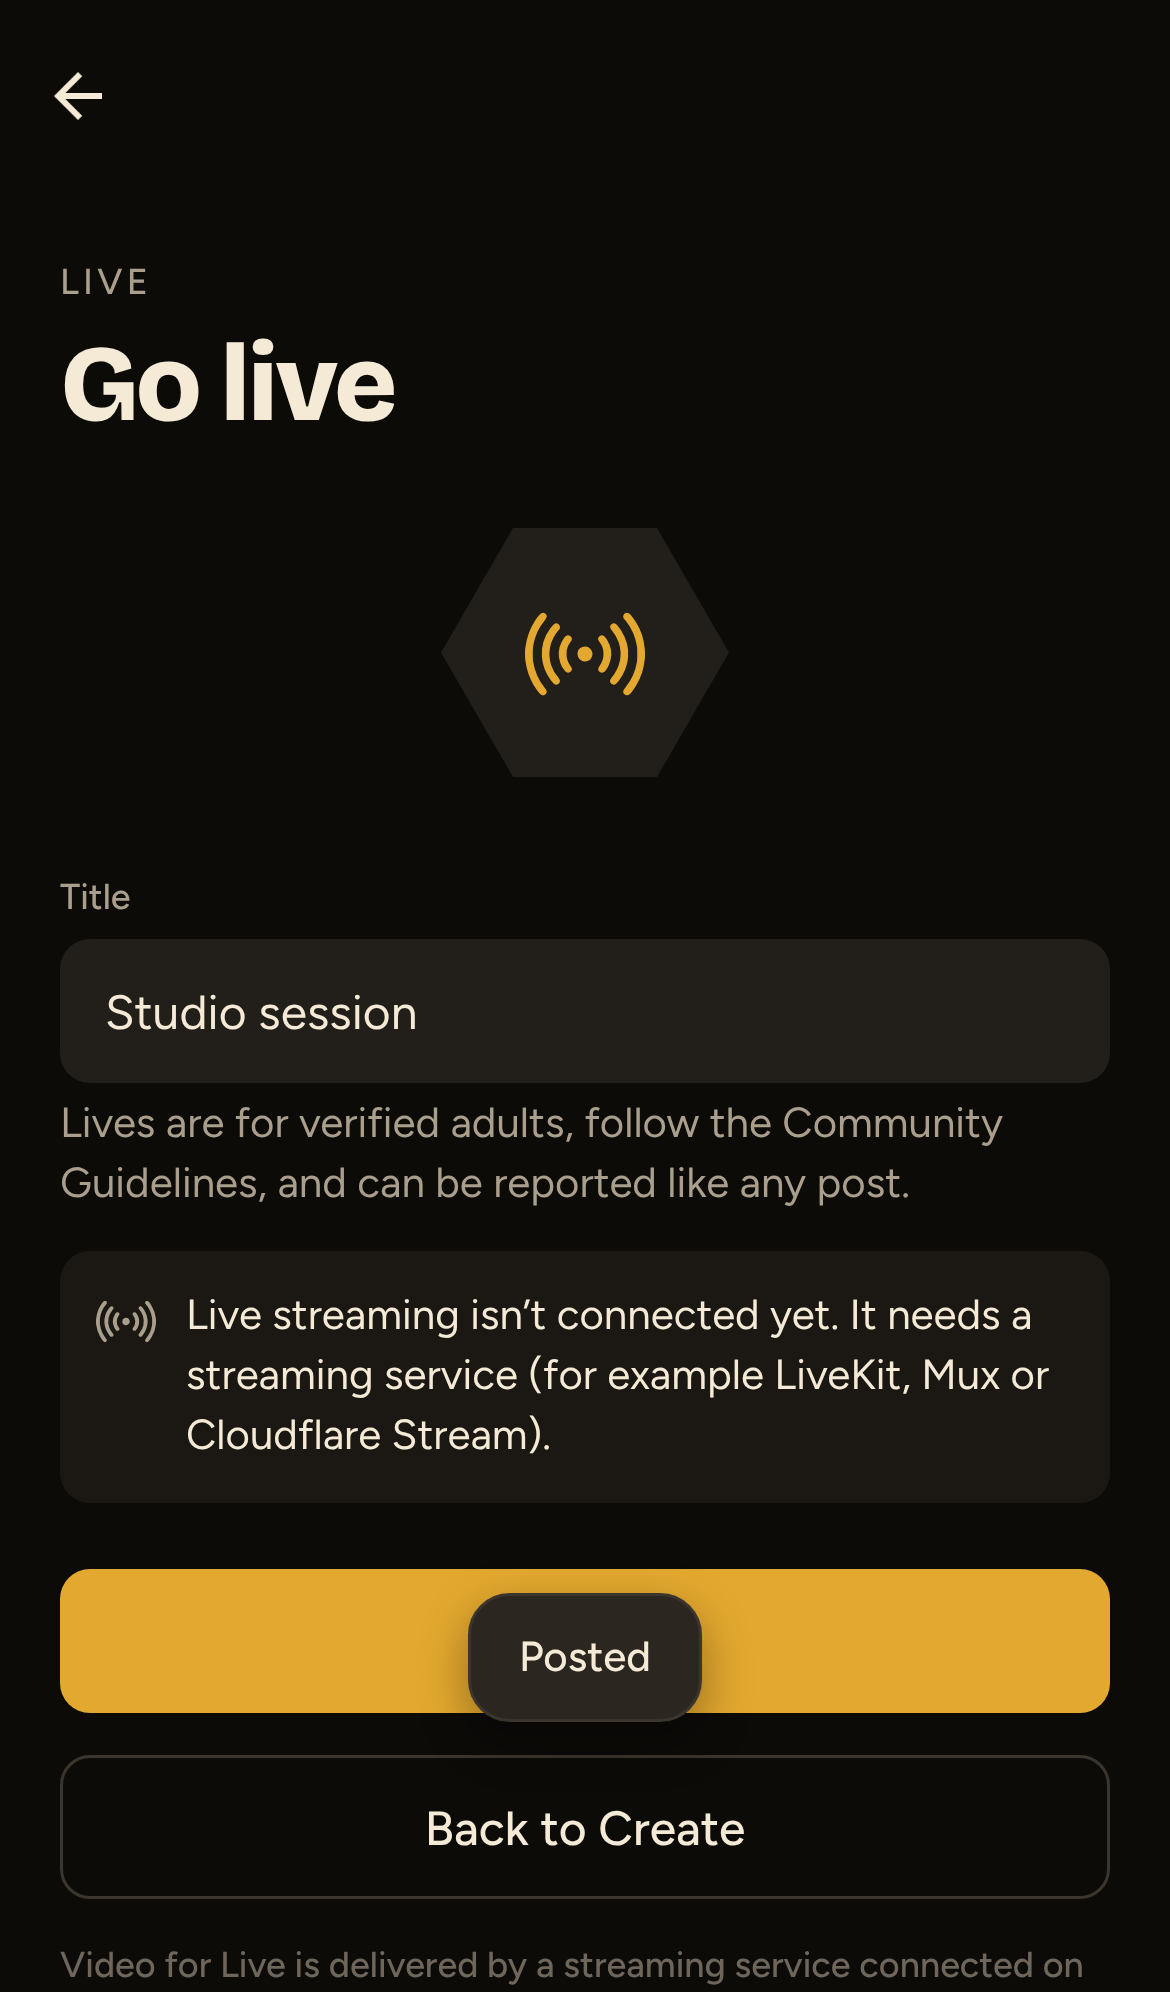 LIVE
Go live
Title
Studio session
Lives are for verified adults, follow the Community
Guidelines, and can be reported like any post.
Live streaming isn’t connected yet. It needs a
streaming service (for example LiveKit, Mux or
Cloudflare Stream).
Posted
Back to Create
Video for Live is delivered by a streaming service connected on